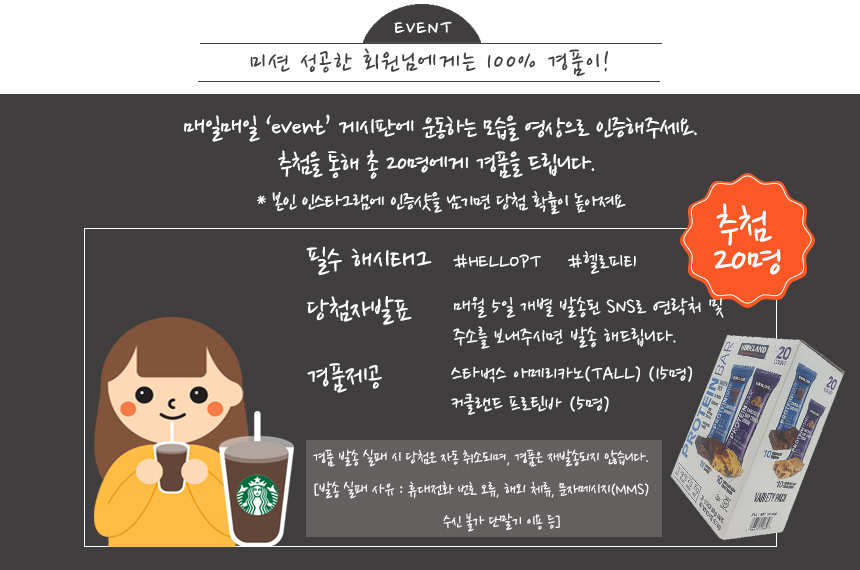 EVENT
미션 성공한 회원님에게는 100% 경품이!
매일매일 'event' 게시판에 운동하는 모습을 영상으로 인증해주세요.
추첨을 통해 총 20명에게 경품을 드립니다.
* 본인 인스타그램에 인증샷을 남기면 당첨 확률이 높아져요
추첨
20명
필수 해시태그 #HELLOPT #헬로피티
당첨자발표 매월 5일 개별 발송된 SNS로 연락처 및
주소를 보내주시면 발송 해드립니다.
경품제공 스타벅스 아메리카노(TALL) (15명)
커클랜드 프로틴바 (5명)
경품 발송 실패 시 당첨은 자동 취소되며, 경품은 재발송되지 않습니다.
[발송 실패 사유 : 휴대전화 번호 오류, 해외 체류, 문자메시지(MMS)
수신 불가 단말기 이용 등]
KIRKLAND
20
COUNT
20
PROTEIN BAR
10
10
VARIETY PACK